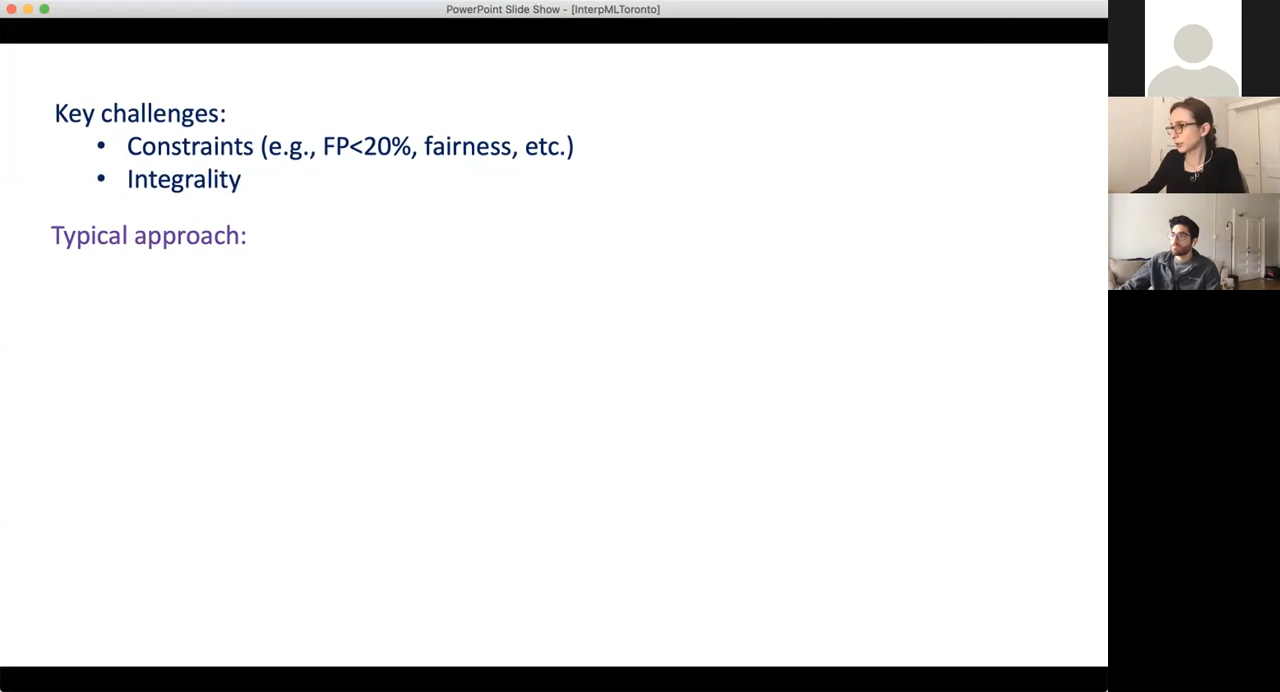 PowerPoint Slide Show - [InterpMLToronto]
Key challenges:
• Constraints (e.g., FP<20%, fairness, etc.)
• Integrality
Typical approach: